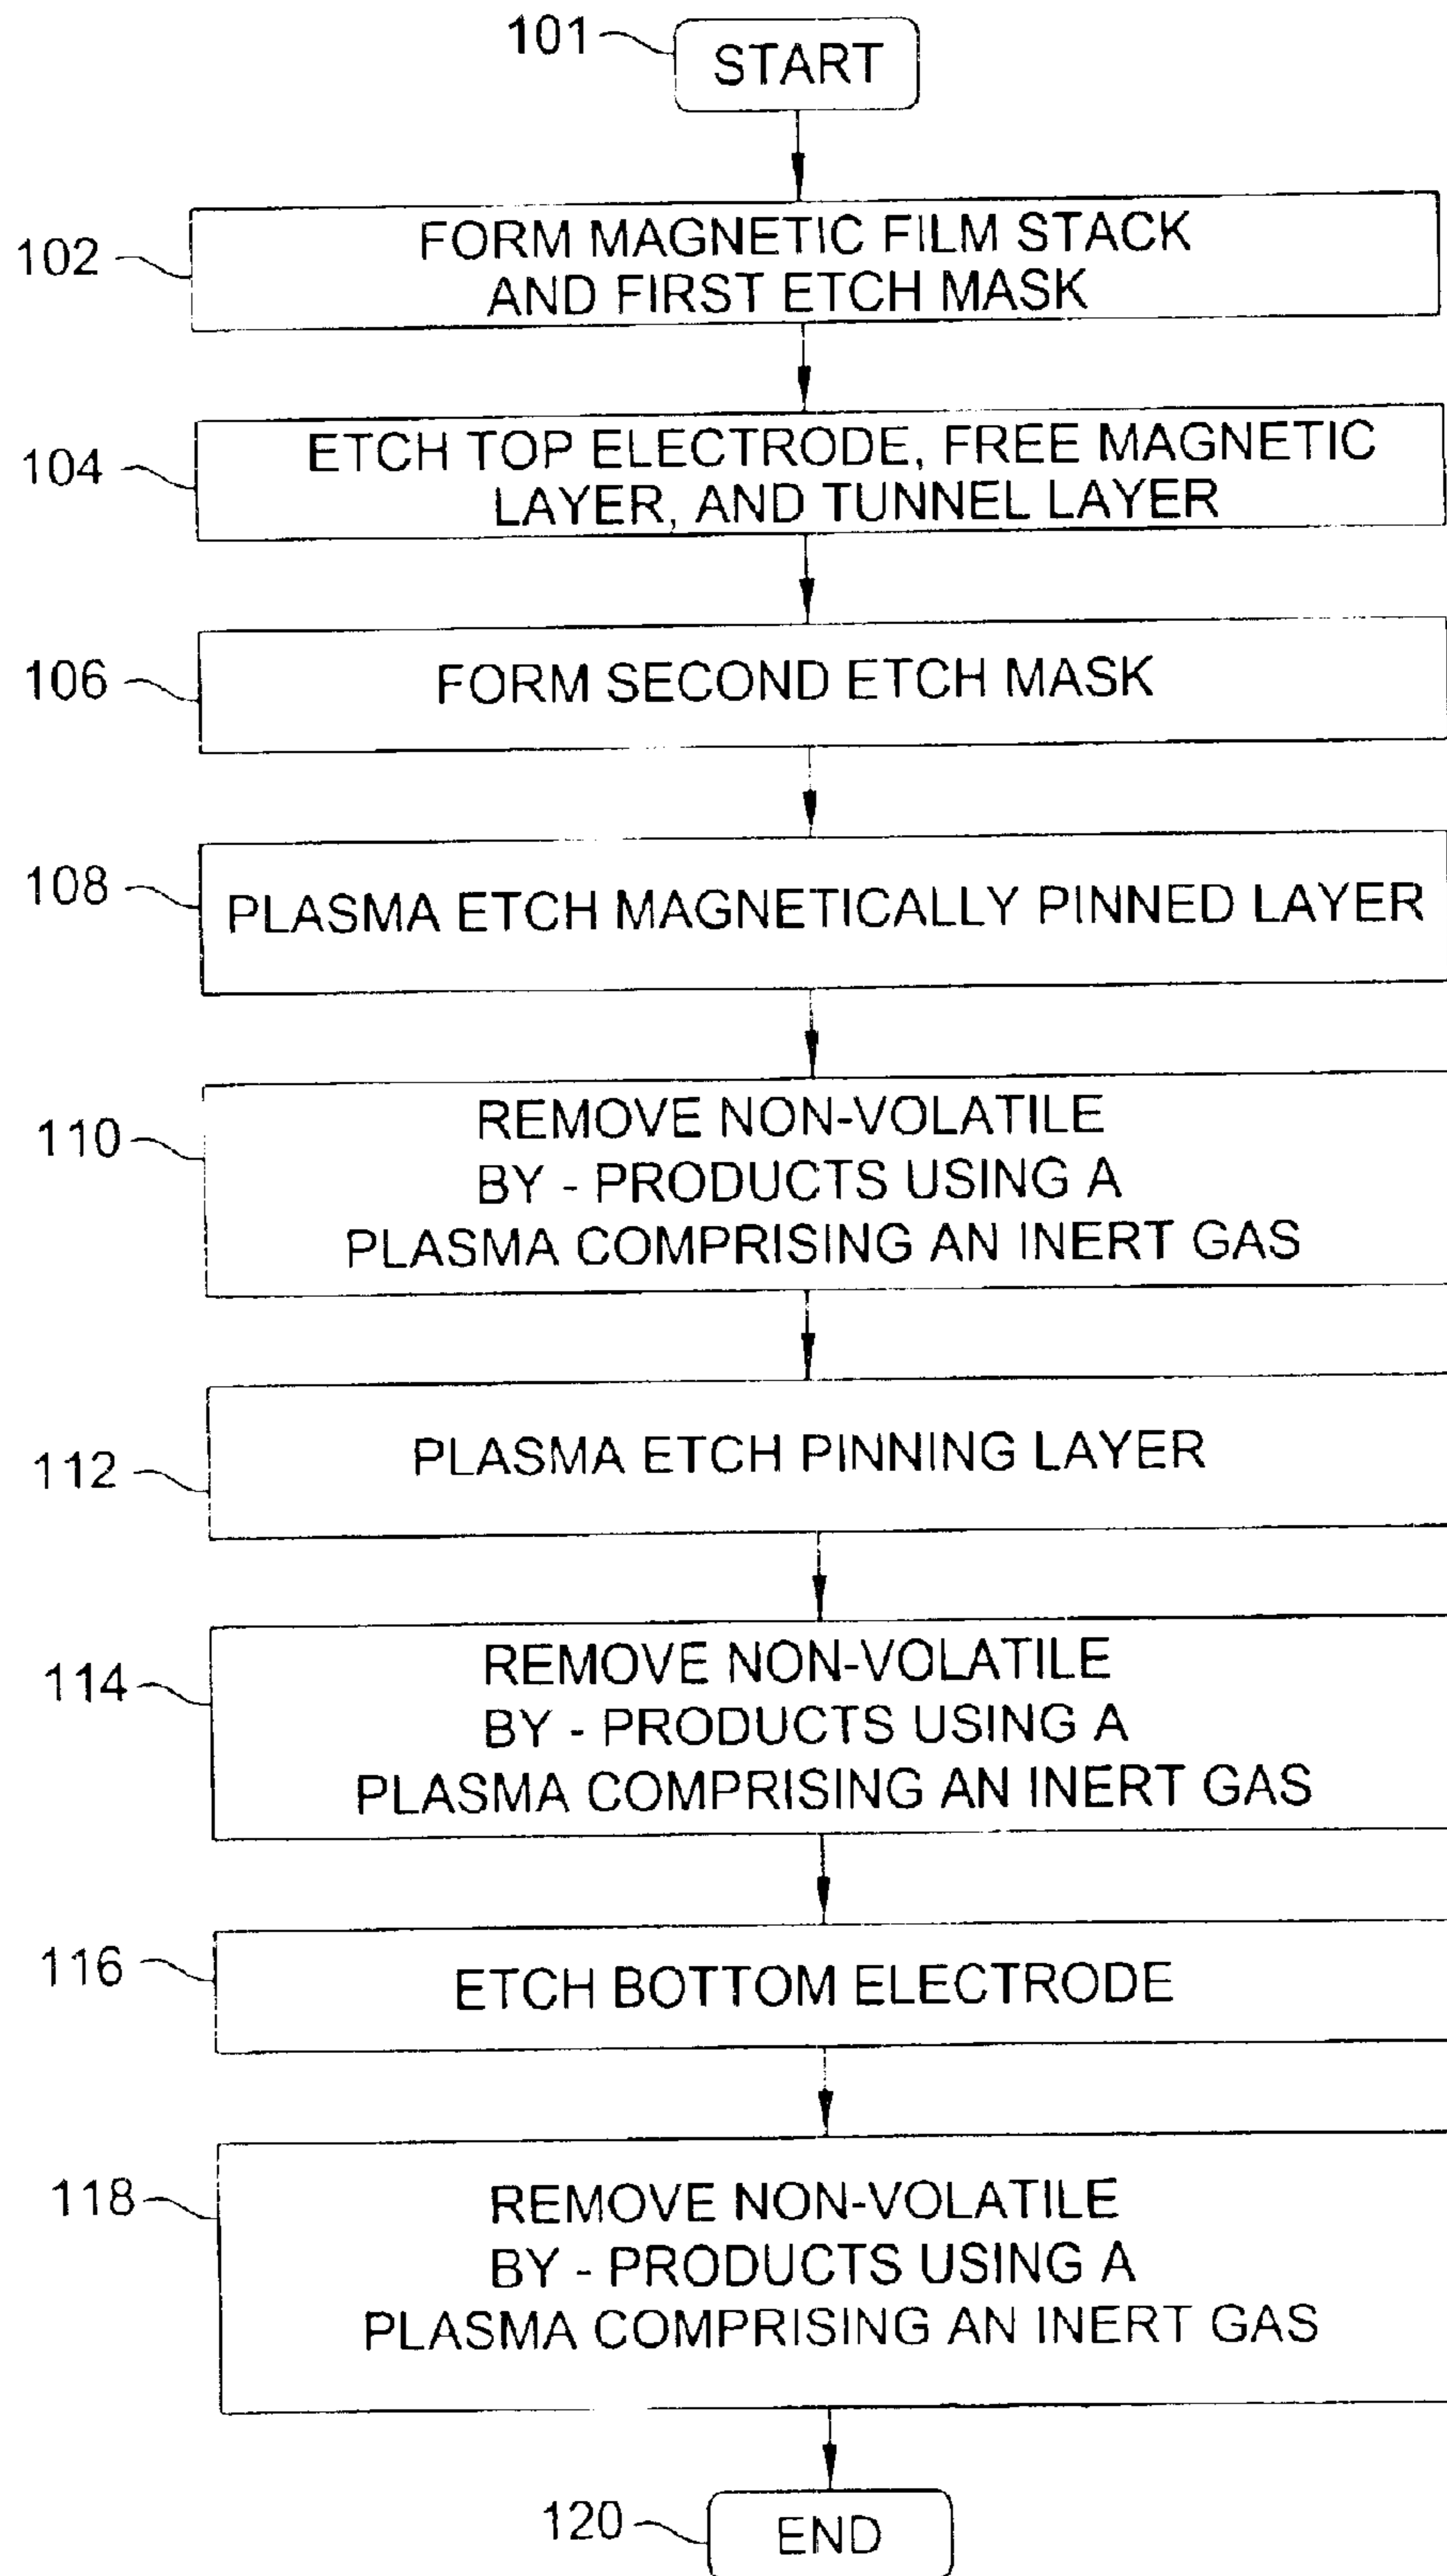 101
START
102
FORM MAGNETIC FILM STACK
AND FIRST ETCH MASK
104
ETCH TOP ELECTRODE, FREE MAGNETIC
LAYER, AND TUNNEL LAYER
106
FORM SECOND ETCH MASK
108
PLASMA ETCH MAGNETICALLY PINNED LAYER
110
REMOVE NON-VOLATILE
BY - PRODUCTS USING A
PLASMA COMPRISING AN INERT GAS
112
PLASMA ETCH PINNING LAYER
114
REMOVE NON-VOLATILE
BY - PRODUCTS USING A
PLASMA COMPRISING AN INERT GAS
116
ETCH BOTTOM ELECTRODE
118
REMOVE NON-VOLATILE
BY - PRODUCTS USING A
PLASMA COMPRISING AN INERT GAS
120
END